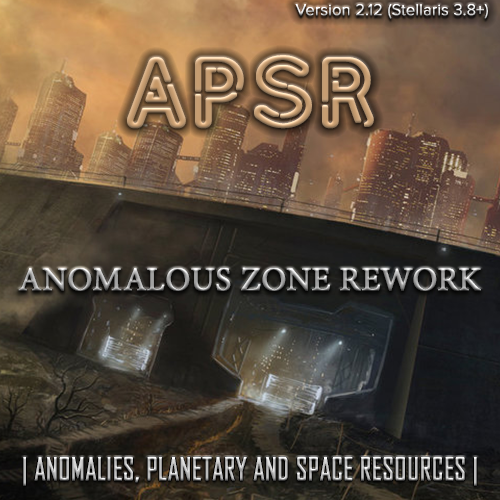 Version 2.12 (Stellaris 3.8+)
APSR
ANOMALOUS ZONE REWORK
| ANOMALIES, PLANETARY AND SPACE RESOURCES |